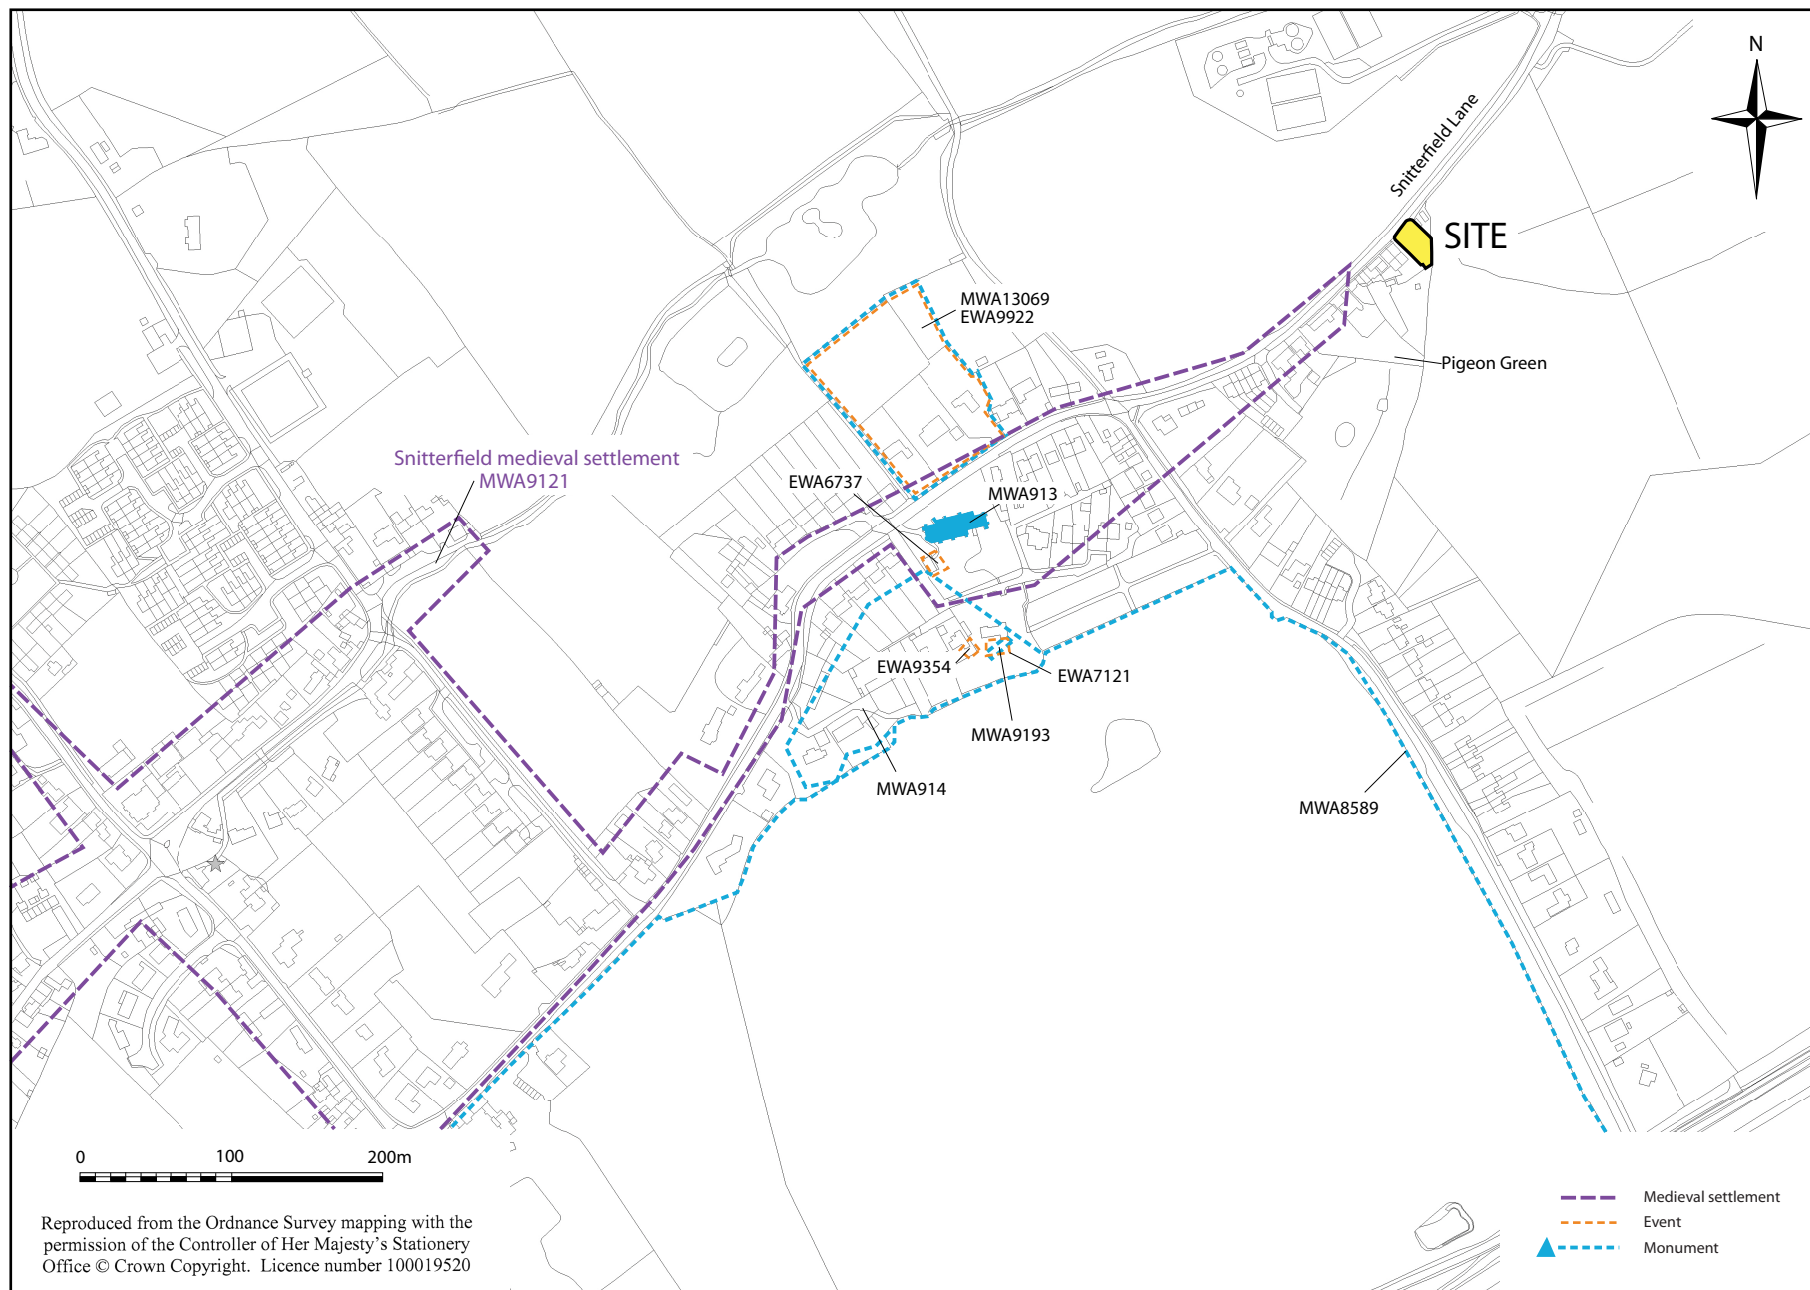 N
Snitterfield Lane
SITE
MWA13069
EWA9922
Pigeon Green
Snitterfield medieval settlement
MWA9121
EWA6737
MWA913
EWA9354
EWA7121
MWA9193
MWA914
MWA8589
0 100 200m
Reproduced from the Ordnance Survey mapping with the
permission of the Controller of Her Majesty's Stationery
Office © Crown Copyright. Licence number 100019520
Medieval settlement
Event
Monument